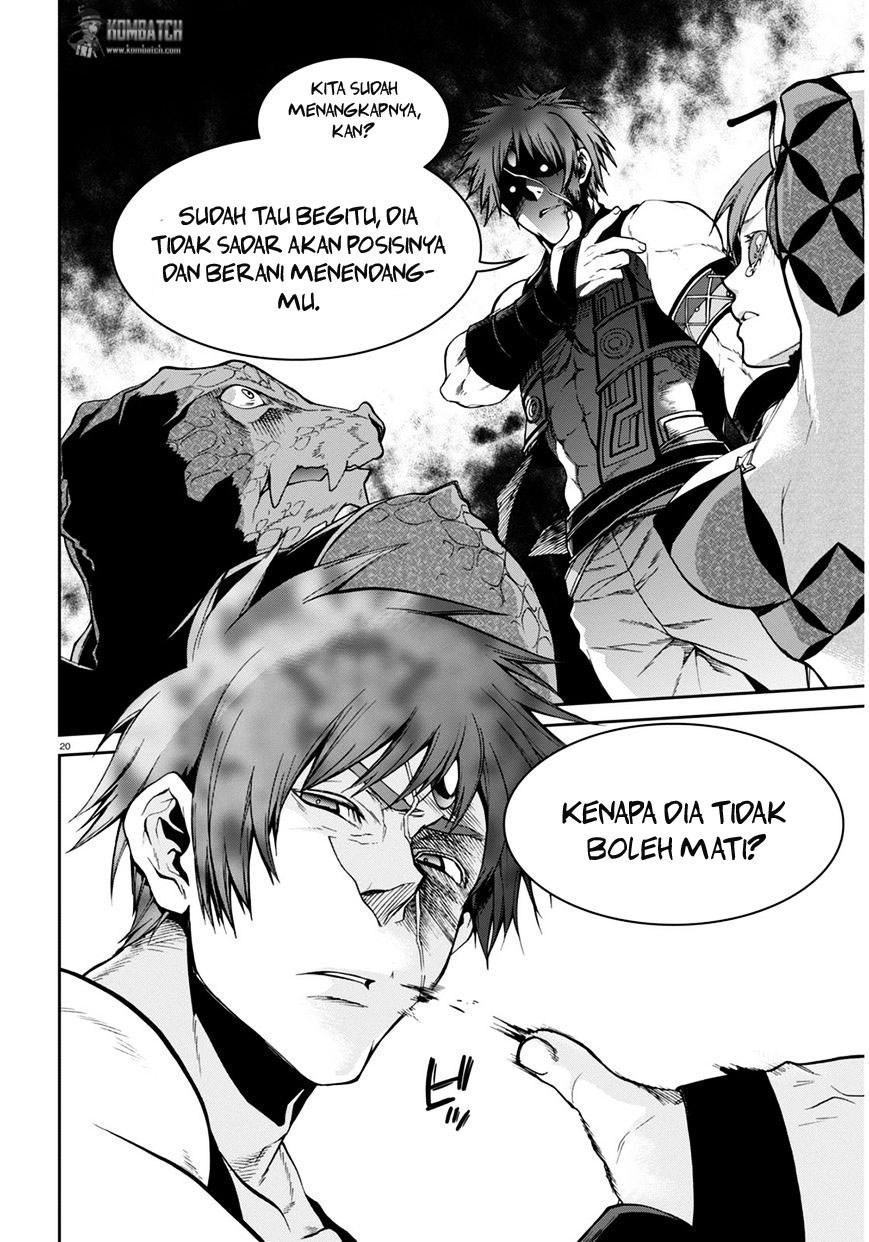 KOMBATCH
www.kombatch.com
KITA SUDAH
MENANGKAPNYA,
KAN?
SUDAH TAU BEGITU, DIA
TIDAK SADAR AKAN POSISINYA
DAN BERANI MENENDANG-
MU.
20
KENAPA DIA TIDAK
BOLEH MATI?
ピッ